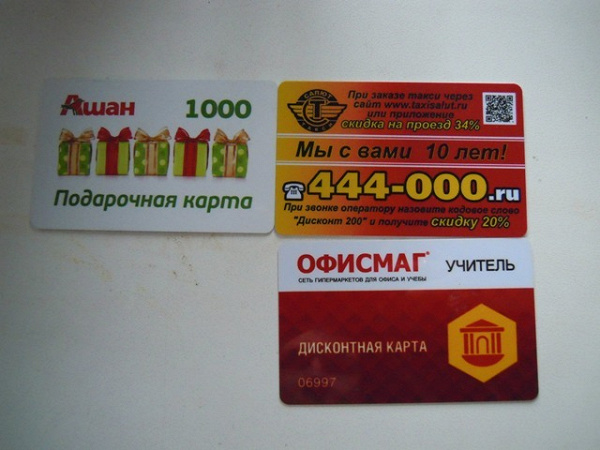 Ашан
1000
Подарочная карта
САЛЮТ
При заказе такси через
сайт www.taxisalut.ru
или приложение
скидка на проезд 34%
Мы с вами 10 лет!
444-000.ru
При звонке оператору назовите кодовое слово
"Дисконт 200" и получите скидку 20%
ОФИСМАГ® УЧИТЕЛЬ
СЕТЬ ГИПЕРМАРКЕТОВ ДЛЯ ОФИСА И УЧЕБЫ
ДИСКОНТНАЯ КАРТА
06997